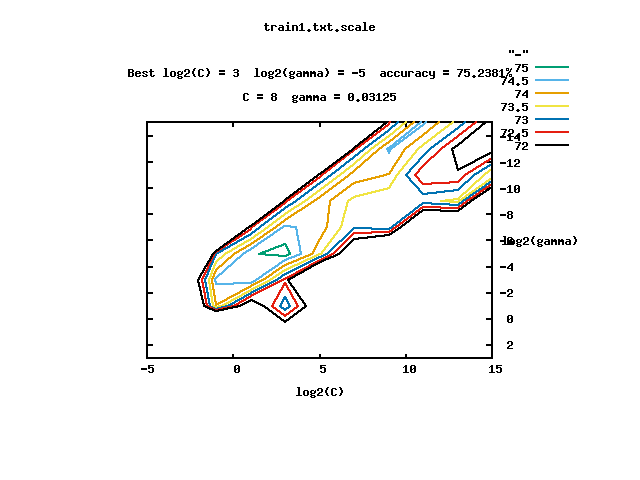 train1.txt.scale
"-"
Best log2(C) = 3  log2(gamma) = -5  accuracy = 75.2381%
75
74.5
74
73.5
73
72.5
72
C = 8  gamma = 0.03125
-14
-12
-10
-8
-6
-4
-2
0
2
log2(gamma)
-5 0 5 10 15
log2(C)